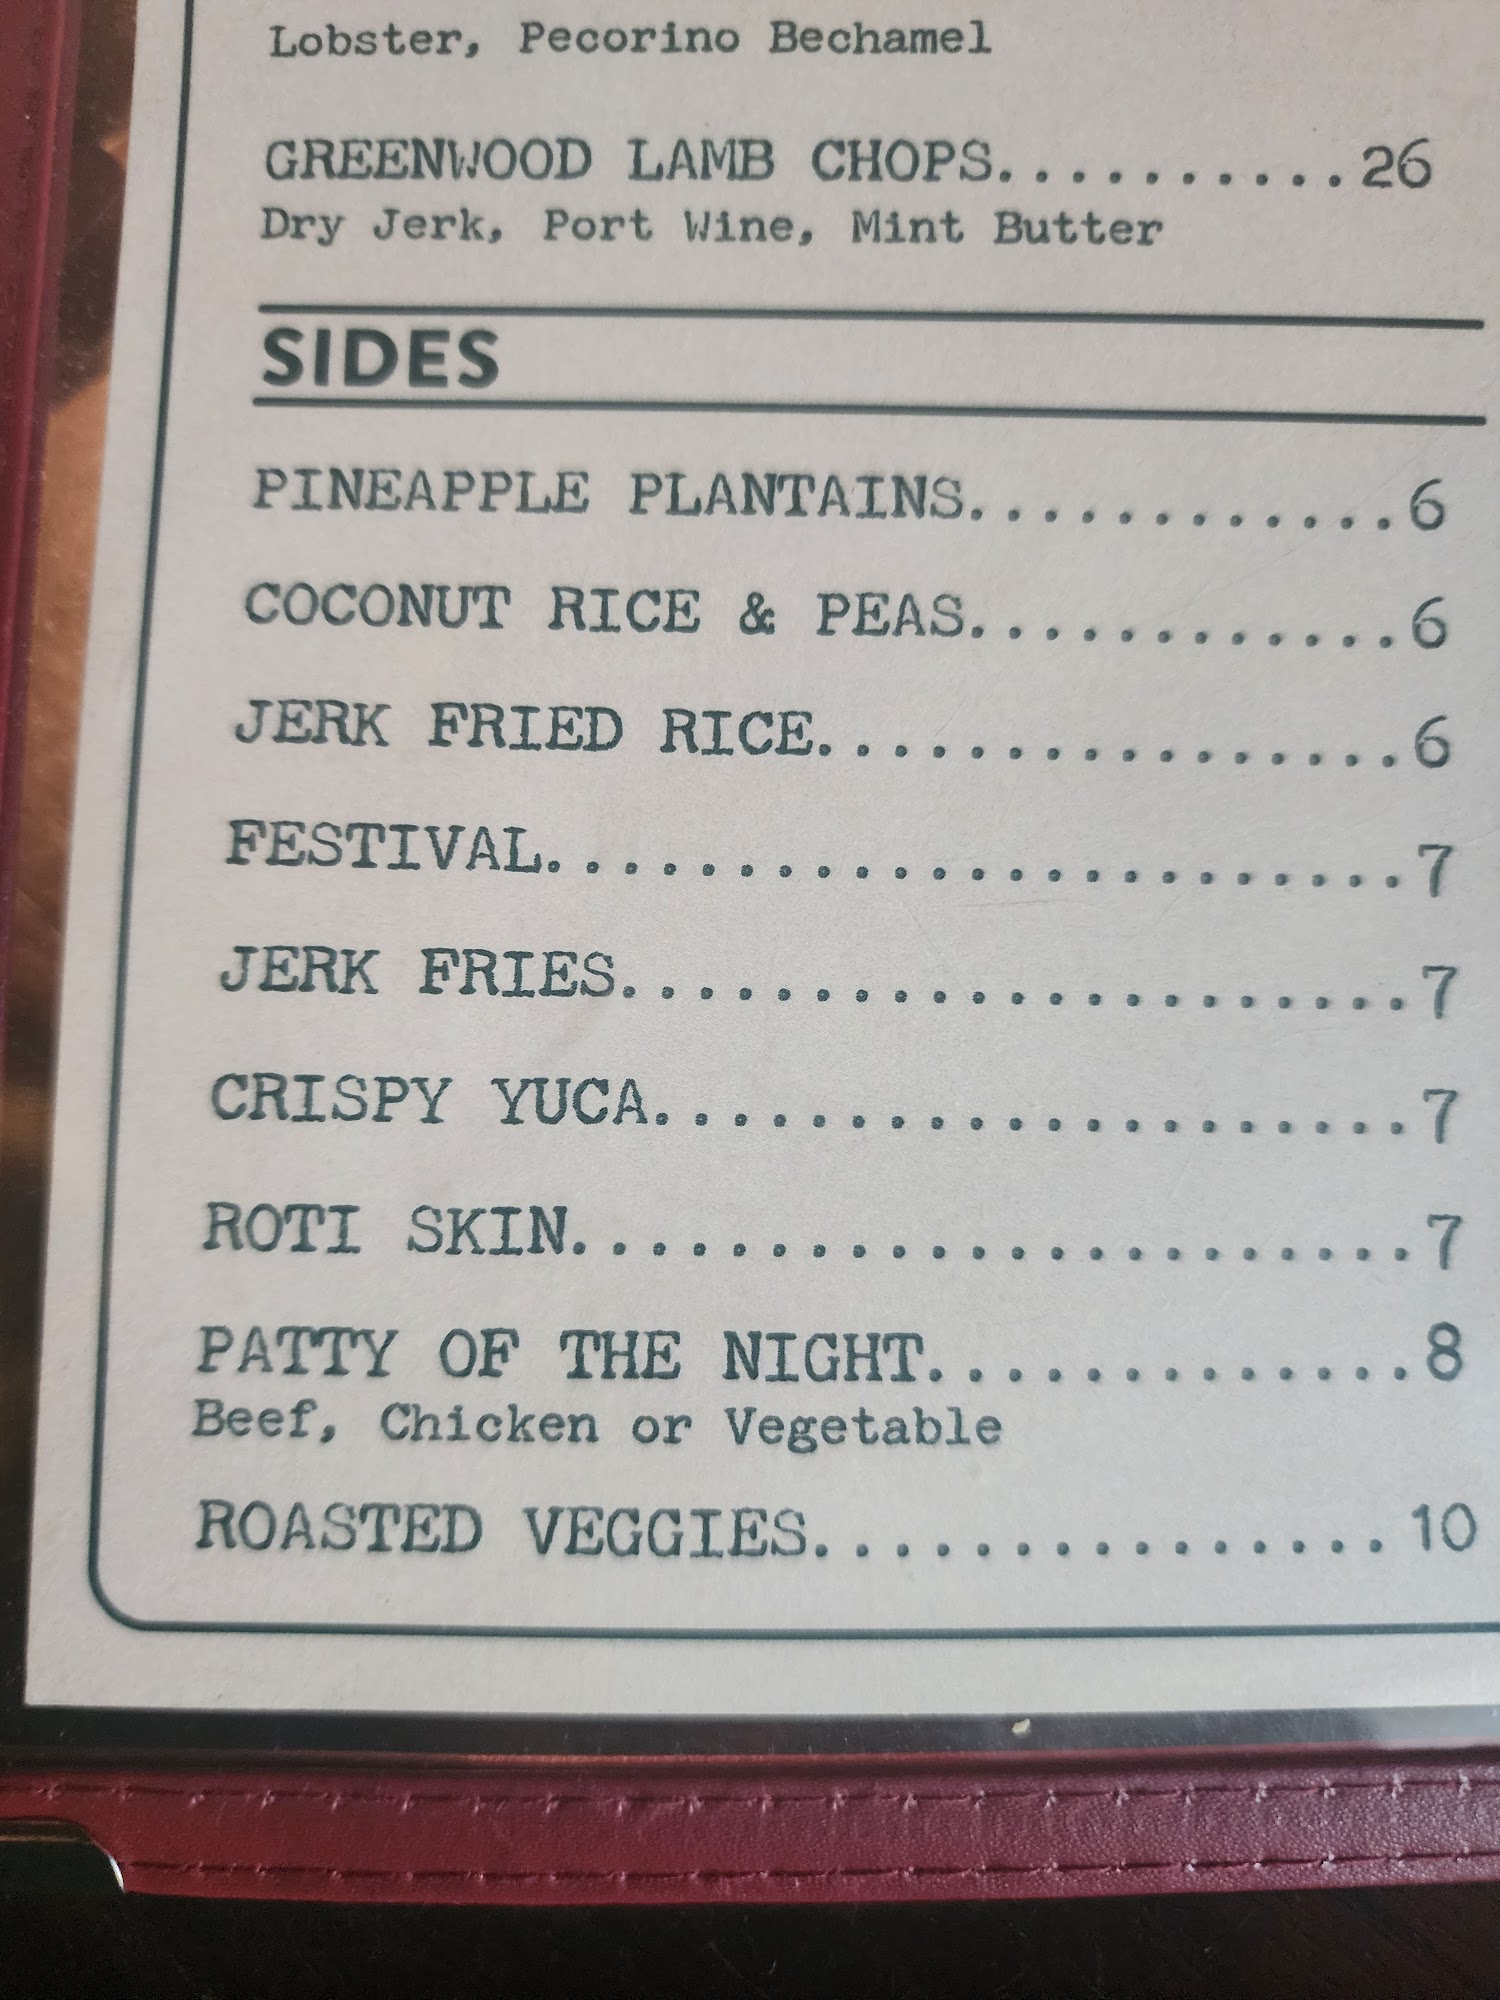 Lobster, Pecorino Bechamel
GREENWOOD LAMB CHOPS..........26
Dry Jerk, Port Wine, Mint Butter
SIDES
PINEAPPLE PLANTAINS............6
COCONUT RICE & PEAS............6
JERK FRIED RICE................6
FESTIVAL.......................7
JERK FRIES.....................7
CRISPY YUCA....................7
ROTI SKIN......................7
PATTY OF THE NIGHT.............8
Beef, Chicken or Vegetable
ROASTED VEGGIES...............10